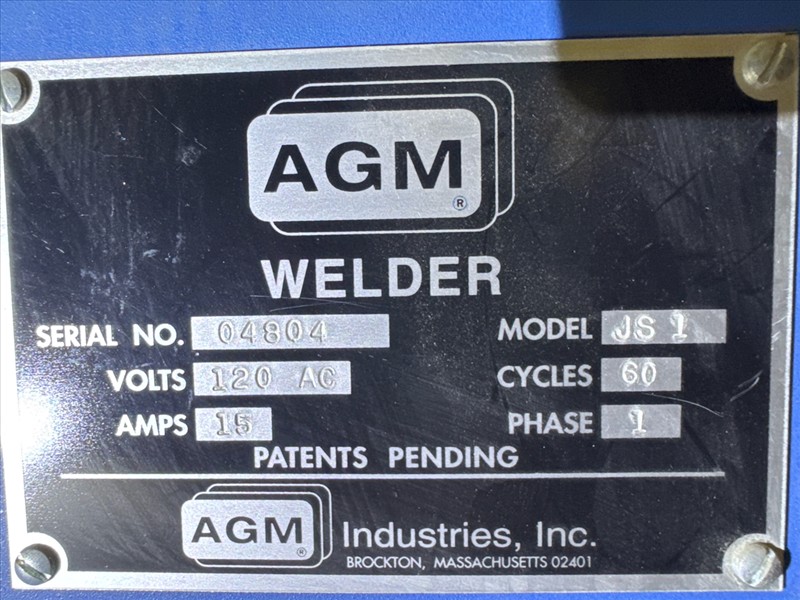 AGM
®
WELDER
SERIAL NO. 04804 MODEL JS 1
VOLTS 120 AC CYCLES 60
AMPS 15 PHASE 1
PATENTS PENDING
AGM® Industries, Inc.
BROCKTON, MASSACHUSETTS 02401